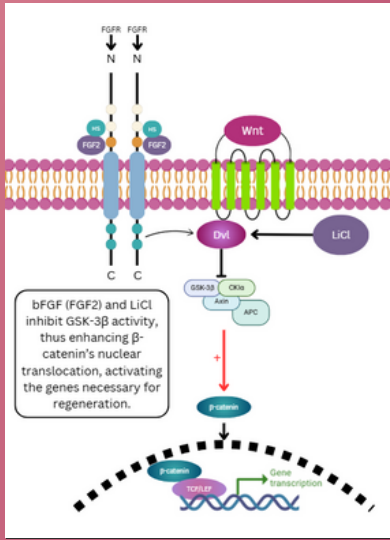 FGFR FGFR
N N
HS HS
FGF2 FGF2
Wnt
Dvl
LiCl
C C
GSK-3β CKIα
Axin
APC
bFGF (FGF2) and LiCl
inhibit GSK-3β activity,
thus enhancing β-
catenin's nuclear
translocation, activating
the genes necessary for
regeneration.
+
β-catenin
β-catenin
TCF/LEF
Gene
transcription